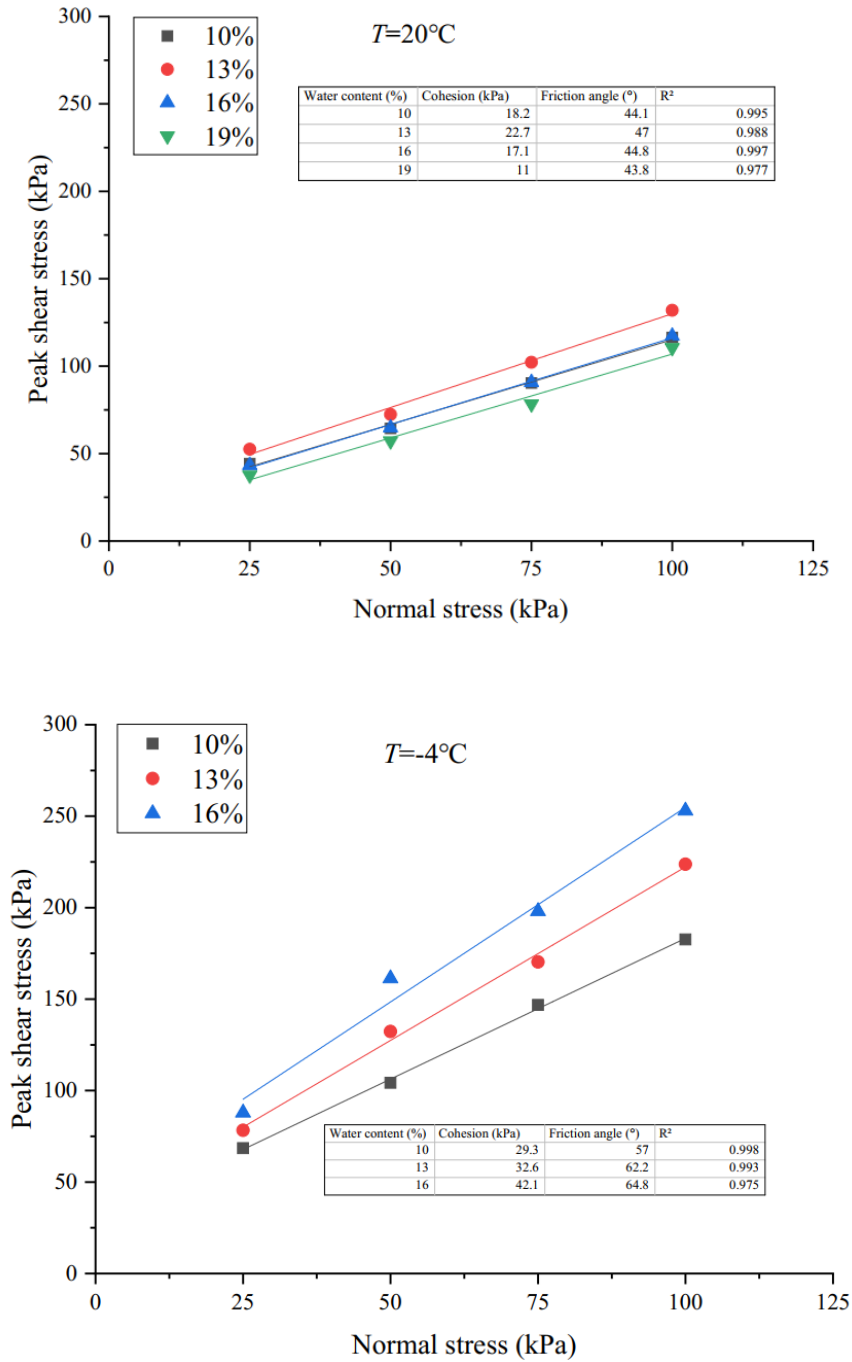 300
10%
T=20℃
13%
16%
19%
250
Water content (%) Cohesion (kPa) Friction angle (°) R²
10 18.2 44.1 0.995
13 22.7 47 0.988
16 17.1 44.8 0.997
19 11 43.8 0.977
200
150
100
50
0
Peak shear stress (kPa)
0 25 50 75 100 125
Normal stress (kPa)
300
10%
T=-4℃
13%
16%
250
200
150
100
Water content (%) Cohesion (kPa) Friction angle (°) R²
10 29.3 57 0.998
13 32.6 62.2 0.993
16 42.1 64.8 0.975
50
0
Peak shear stress (kPa)
0 25 50 75 100 125
Normal stress (kPa)